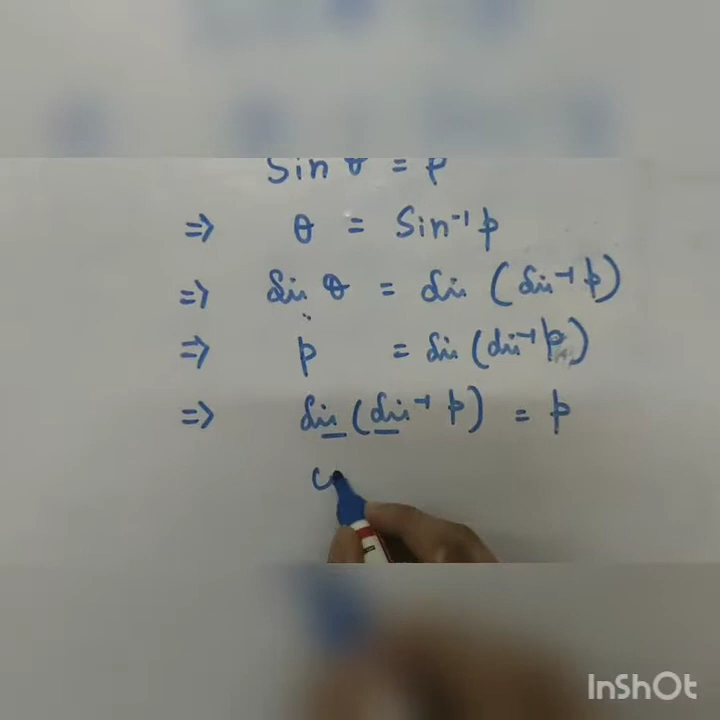 Sin θ = p
=> θ = Sin⁻¹ p
=> Sin θ = Sin (Sin⁻¹ p)
=> p = Sin (Sin⁻¹ p)
=> Sin (Sin⁻¹ p) = p
InShOt